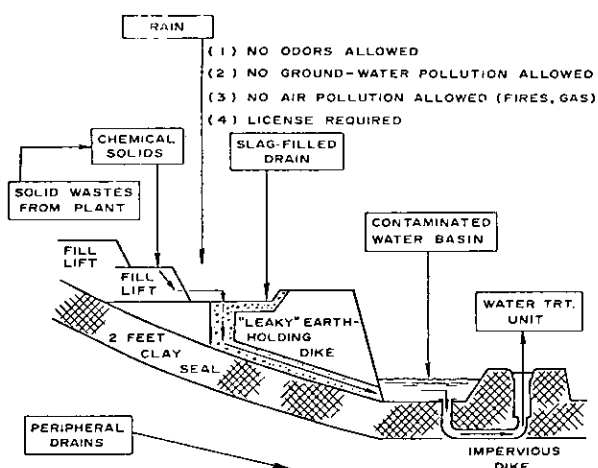 RAIN
(1) NO ODORS ALLOWED
(2) NO GROUND-WATER POLLUTION ALLOWED
(3) NO AIR POLLUTION ALLOWED (FIRES, GAS)
(4) LICENSE REQUIRED
CHEMICAL
SOLIDS
SLAG-FILLED
DRAIN
SOLID WASTES
FROM PLANT
CONTAMINATED
WATER BASIN
FILL
LIFT
FILL
LIFT
WATER TRT.
UNIT
"LEAKY" EARTH-
HOLDING
DIKE
2 FEET
CLAY
SEAL
PERIPHERAL
DRAINS
IMPERVIOUS
DIKE